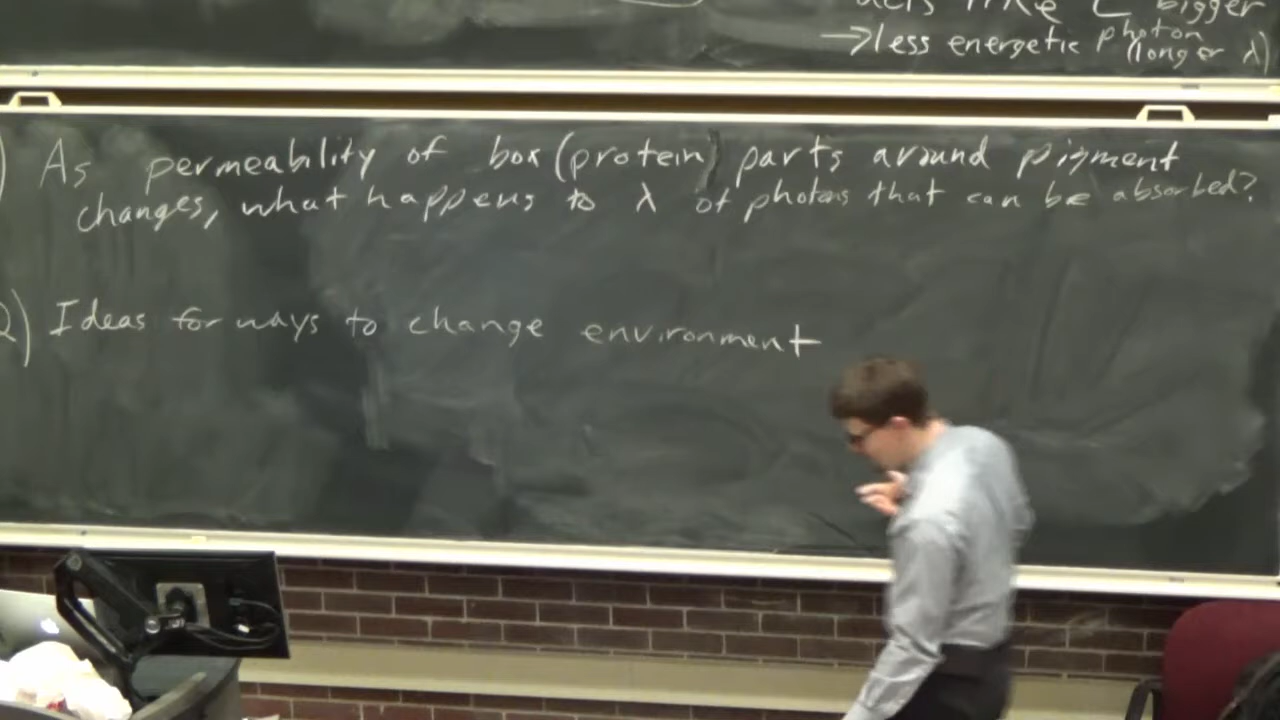 acts like L bigger
→ less energetic photon
(longer λ)
) As permeability of box (protein) parts around pigment
changes, what happens to λ of photons that can be absorbed?
2) Ideas for ways to change environment